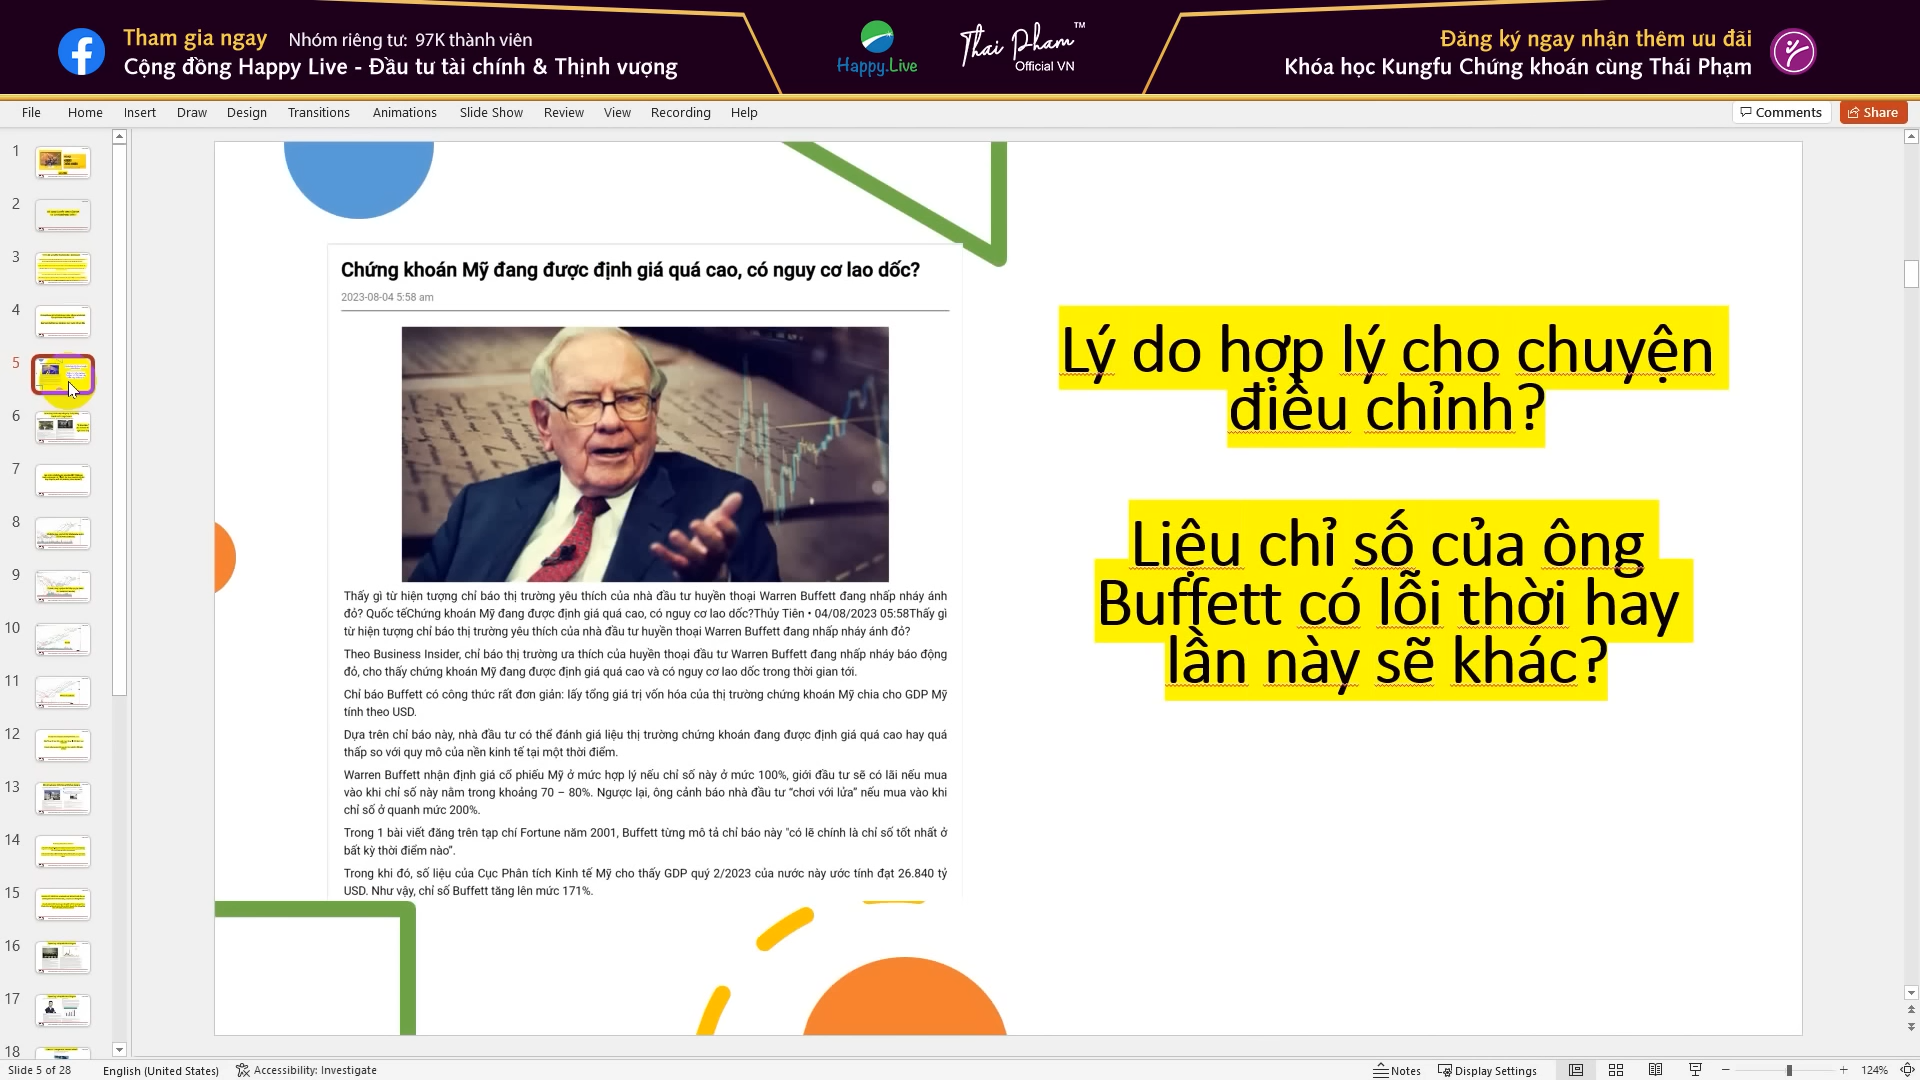 Tham gia ngay Nhóm riêng tư: 97K thành viên
Cộng đồng Happy Live - Đầu tư tài chính & Thịnh vượng
Happy.Live
Thai Pham™
Official VN
Đăng ký ngay nhận thêm ưu đãi
Khóa học Kungfu Chứng khoán cùng Thái Phạm
File Home Insert Draw Design Transitions Animations Slide Show Review View Recording Help
Comments Share
1
2
3
4
5
6
7
8
9
10
11
12
13
14
15
16
17
18
Chứng khoán Mỹ đang được định giá quá cao, có nguy cơ lao dốc?
2023-08-04 5:58 am
Thấy gì từ hiện tượng chỉ báo thị trường yêu thích của nhà đầu tư huyền thoại Warren Buffett đang nhấp nháy ánh
đỏ? Quốc tếChứng khoán Mỹ đang được định giá quá cao, có nguy cơ lao dốc?Thủy Tiên • 04/08/2023 05:58Thấy gì
từ hiện tượng chỉ báo thị trường yêu thích của nhà đầu tư huyền thoại Warren Buffett đang nhấp nháy ánh đỏ?
Theo Business Insider, chỉ báo thị trường ưa thích của huyền thoại đầu tư Warren Buffett đang nhấp nháy báo động
đỏ, cho thấy chứng khoán Mỹ đang được định giá quá cao và có nguy cơ lao dốc trong thời gian tới.
Chỉ báo Buffett có công thức rất đơn giản: lấy tổng giá trị vốn hóa của thị trường chứng khoán Mỹ chia cho GDP Mỹ
tính theo USD.
Dựa trên chỉ báo này, nhà đầu tư có thể đánh giá liệu thị trường chứng khoán đang được định giá quá cao hay quá
thấp so với quy mô của nền kinh tế tại một thời điểm.
Warren Buffett nhận định giá cổ phiếu Mỹ ở mức hợp lý nếu chỉ số này ở mức 100%, giới đầu tư sẽ có lãi nếu mua
vào khi chỉ số này nằm trong khoảng 70 – 80%. Ngược lại, ông cảnh báo nhà đầu tư “chơi với lửa” nếu mua vào khi
chỉ số ở quanh mức 200%.
Trong 1 bài viết đăng trên tạp chí Fortune năm 2001, Buffett từng mô tả chỉ báo này "có lẽ chính là chỉ số tốt nhất ở
bất kỳ thời điểm nào”.
Trong khi đó, số liệu của Cục Phân tích Kinh tế Mỹ cho thấy GDP quý 2/2023 của nước này ước tính đạt 26.840 tỷ
USD. Như vậy, chỉ số Buffett tăng lên mức 171%.
Lý do hợp lý cho chuyện
điều chỉnh?
Liệu chỉ số của ông
Buffett có lỗi thời hay
lần này sẽ khác?
Slide 5 of 28 English (United States) Accessibility: Investigate
Notes Display Settings 124%